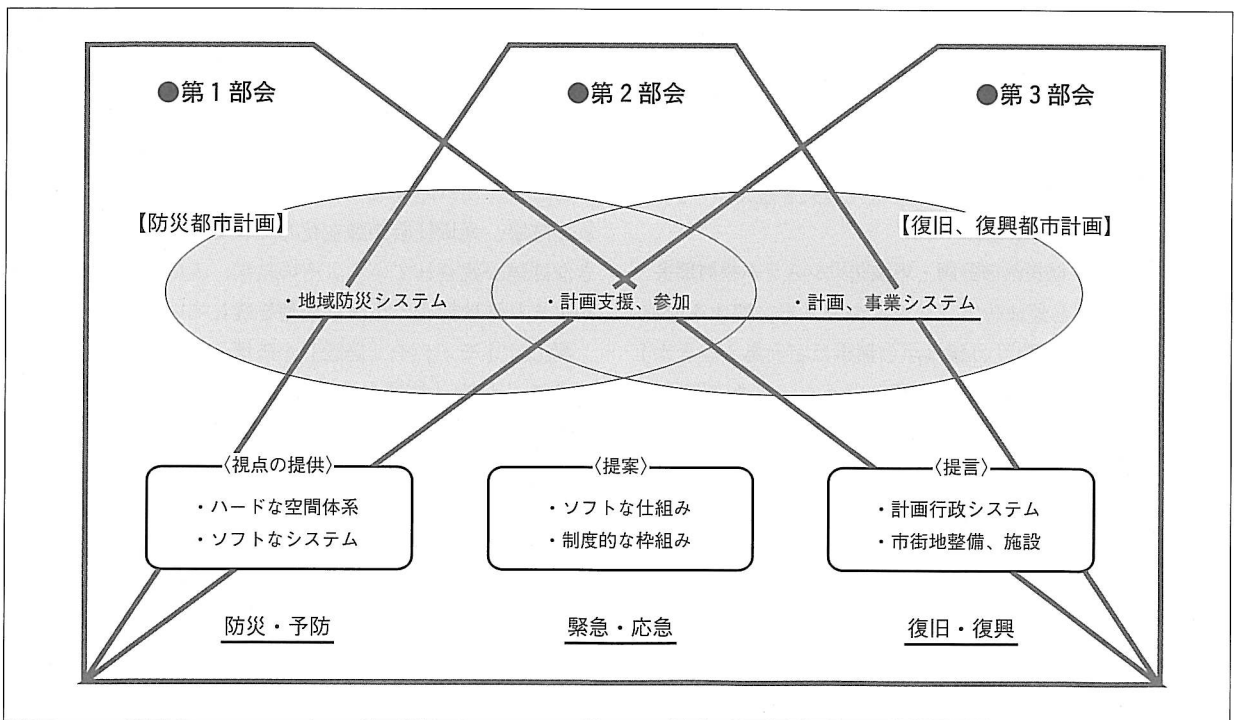 ●第1部会
●第2部会
●第3部会
【防災都市計画】
【復旧、復興都市計画】
・地域防災システム
・計画支援、参加
・計画、事業システム
〈視点の提供〉
・ハードな空間体系
・ソフトなシステム
〈提案〉
・ソフトな仕組み
・制度的な枠組み
〈提言〉
・計画行政システム
・市街地整備、施設
防災・予防
緊急・応急
復旧・復興